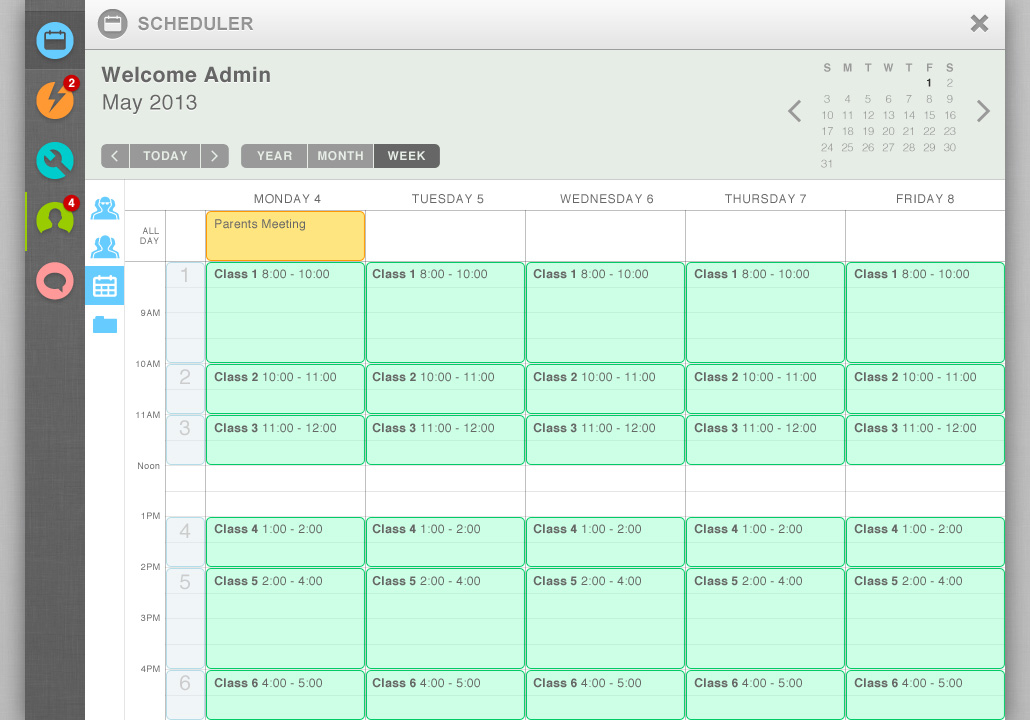 SCHEDULER
2
4
Welcome Admin
May 2013
TODAY
YEAR MONTH WEEK
S M T W T F S
1 2
3 4 5 6 7 8 9
10 11 12 13 14 15 16
17 18 19 20 21 22 23
24 25 26 27 28 29 30
31
MONDAY 4 TUESDAY 5 WEDNESDAY 6 THURSDAY 7 FRIDAY 8
ALL
DAY
Parents Meeting
1 Class 1 8:00 - 10:00 Class 1 8:00 - 10:00 Class 1 8:00 - 10:00 Class 1 8:00 - 10:00 Class 1 8:00 - 10:00
9AM
10AM
2 Class 2 10:00 - 11:00 Class 2 10:00 - 11:00 Class 2 10:00 - 11:00 Class 2 10:00 - 11:00 Class 2 10:00 - 11:00
11AM
3 Class 3 11:00 - 12:00 Class 3 11:00 - 12:00 Class 3 11:00 - 12:00 Class 3 11:00 - 12:00 Class 3 11:00 - 12:00
Noon
1PM
4 Class 4 1:00 - 2:00 Class 4 1:00 - 2:00 Class 4 1:00 - 2:00 Class 4 1:00 - 2:00 Class 4 1:00 - 2:00
2PM
5 Class 5 2:00 - 4:00 Class 5 2:00 - 4:00 Class 5 2:00 - 4:00 Class 5 2:00 - 4:00 Class 5 2:00 - 4:00
3PM
4PM
6 Class 6 4:00 - 5:00 Class 6 4:00 - 5:00 Class 6 4:00 - 5:00 Class 6 4:00 - 5:00 Class 6 4:00 - 5:00